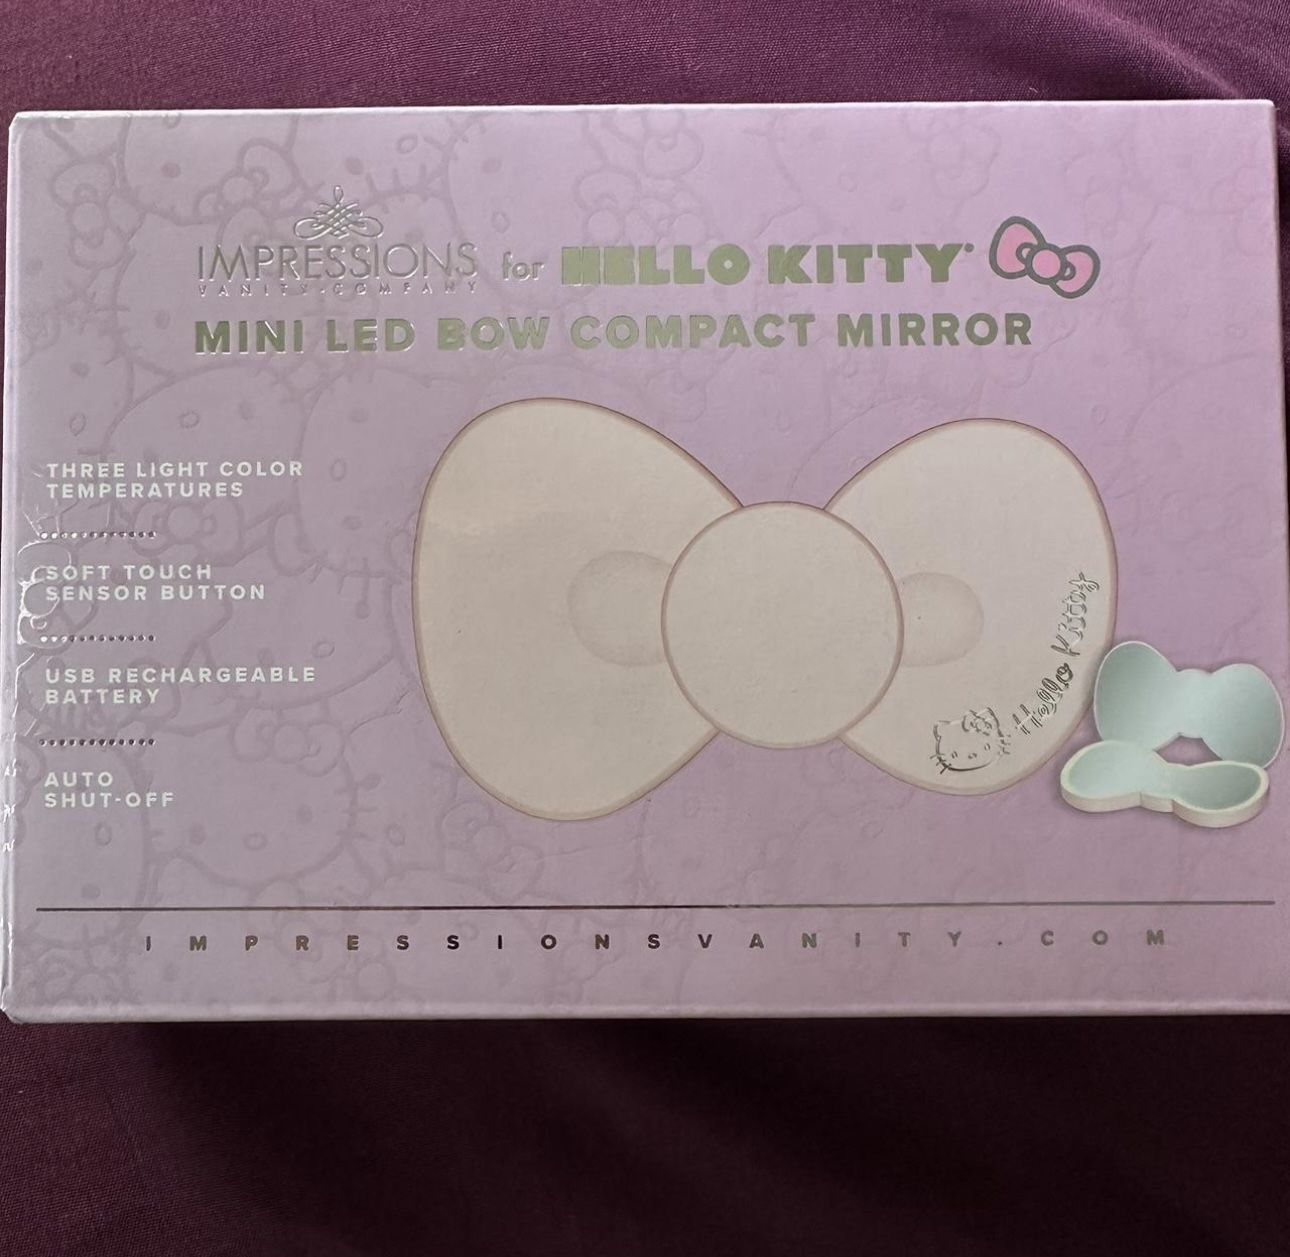 IMPRESSIONS for HELLO KITTY
VANITY·COMPANY
MINI LED BOW COMPACT MIRROR
THREE LIGHT COLOR
TEMPERATURES
SOFT TOUCH
SENSOR BUTTON
USB RECHARGEABLE
BATTERY
AUTO
SHUT-OFF
Hello Kitty
IMPRESSIONSVANITY.COM